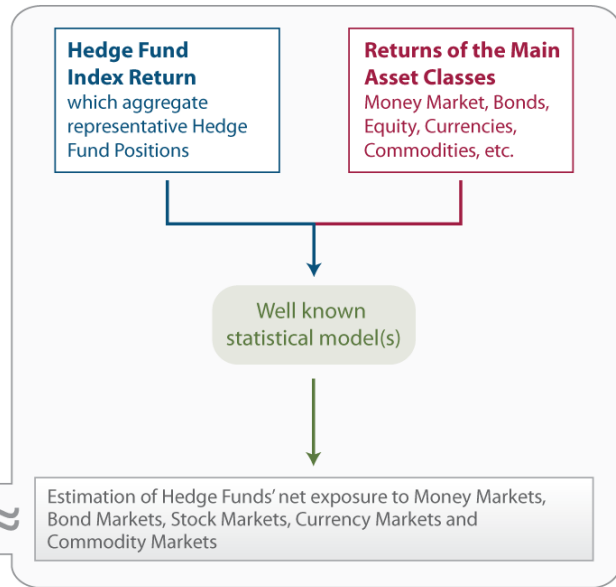 Hedge Fund
Index Return
which aggregate
representative Hedge
Fund Positions
Returns of the Main
Asset Classes
Money Market, Bonds,
Equity, Currencies,
Commodities, etc.
Well known
statistical model(s)
≈
Estimation of Hedge Funds' net exposure to Money Markets,
Bond Markets, Stock Markets, Currency Markets and
Commodity Markets